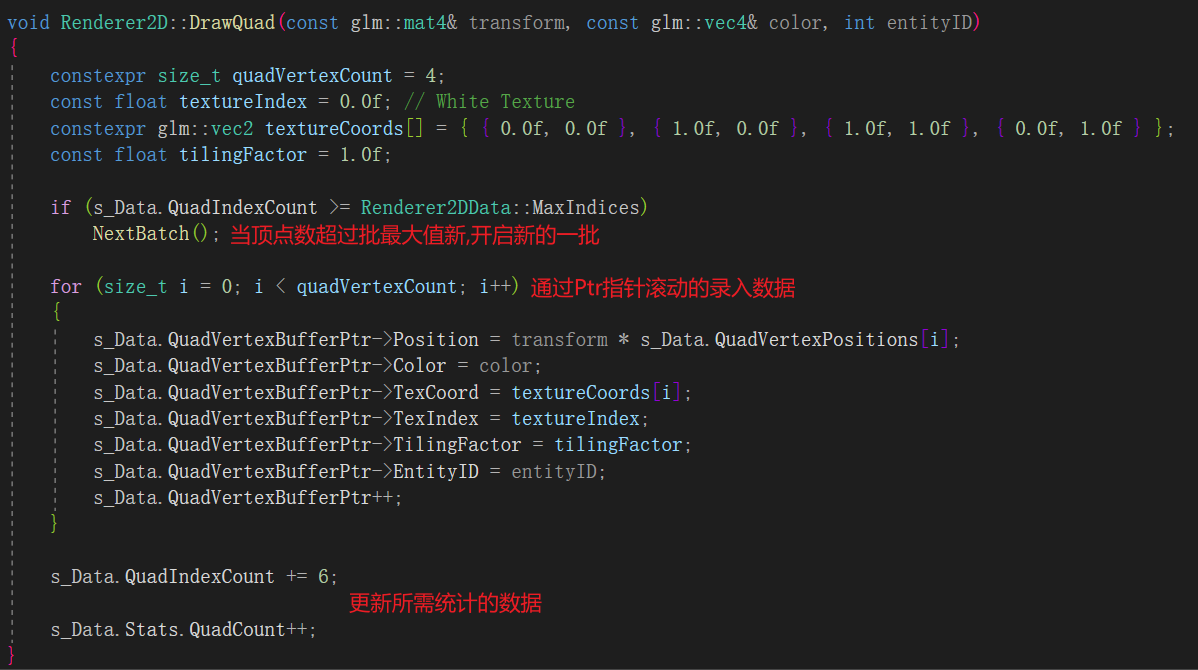 void Renderer2D::DrawQuad(const glm::mat4& transform, const glm::vec4& color, int entityID)
{
constexpr size_t quadVertexCount = 4;
const float textureIndex = 0.0f; // White Texture
constexpr glm::vec2 textureCoords[] = { { 0.0f, 0.0f }, { 1.0f, 0.0f }, { 1.0f, 1.0f }, { 0.0f, 1.0f } };
const float tilingFactor = 1.0f;
if (s_Data.QuadIndexCount >= Renderer2DData::MaxIndices)
NextBatch(); 当顶点数超过批最大值新,开启新的一批
for (size_t i = 0; i < quadVertexCount; i++) 通过Ptr指针滚动的录入数据
{
s_Data.QuadVertexBufferPtr->Position = transform * s_Data.QuadVertexPositions[i];
s_Data.QuadVertexBufferPtr->Color = color;
s_Data.QuadVertexBufferPtr->TexCoord = textureCoords[i];
s_Data.QuadVertexBufferPtr->TexIndex = textureIndex;
s_Data.QuadVertexBufferPtr->TilingFactor = tilingFactor;
s_Data.QuadVertexBufferPtr->EntityID = entityID;
s_Data.QuadVertexBufferPtr++;
}
s_Data.QuadIndexCount += 6;
更新所需统计的数据
s_Data.Stats.QuadCount++;
}